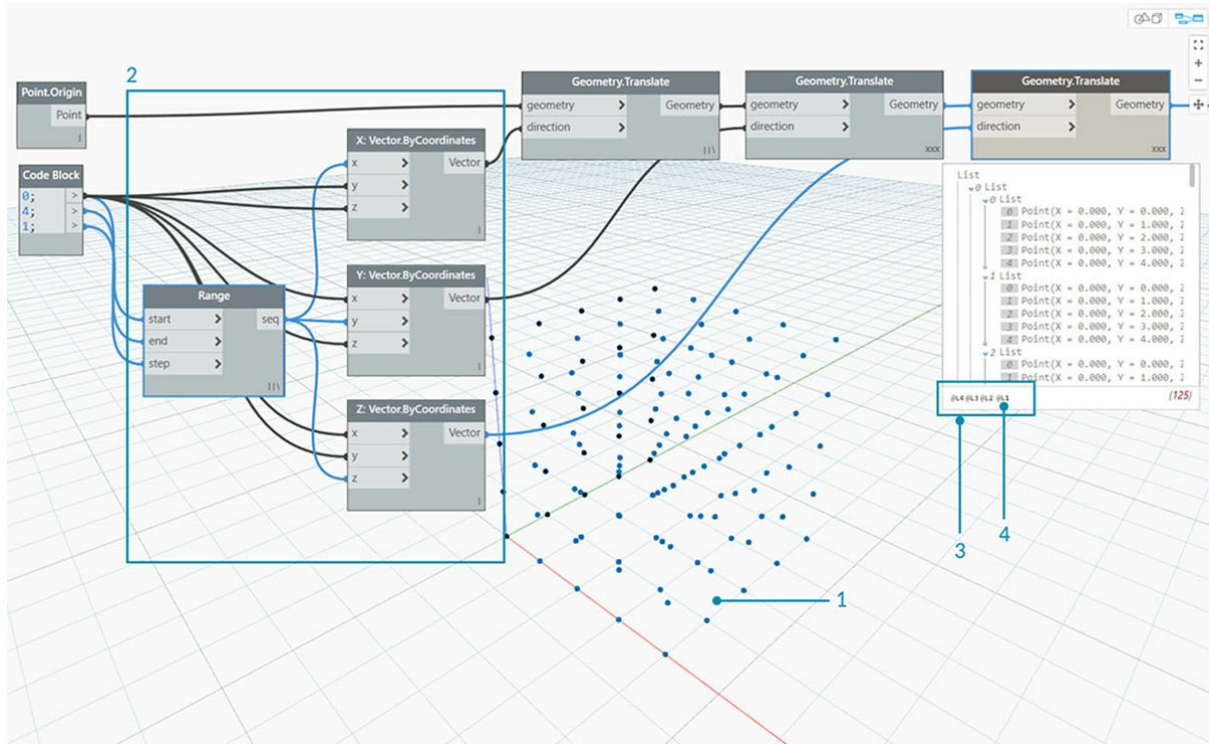 2
Point.Origin
Point
|
Code Block
0;
4;
1;
>
>
>
Range
start >
end >
step >
seq
||\
X: Vector.ByCoordinates
x >
y >
z >
Vector
|
Y: Vector.ByCoordinates
x >
y >
z >
Vector
|
Z: Vector.ByCoordinates
x >
y >
z >
Vector
|
Geometry.Translate
geometry >
direction >
Geometry
||\
Geometry.Translate
geometry >
direction >
Geometry
xxx
Geometry.Translate
geometry >
direction >
Geometry
xxx
List
0 List
0 List
0 Point(X = 0.000, Y = 0.000, Z
1 Point(X = 0.000, Y = 1.000, Z
2 Point(X = 0.000, Y = 2.000, Z
3 Point(X = 0.000, Y = 3.000, Z
4 Point(X = 0.000, Y = 4.000, Z
1 List
0 Point(X = 0.000, Y = 0.000, Z
1 Point(X = 0.000, Y = 1.000, Z
2 Point(X = 0.000, Y = 2.000, Z
3 Point(X = 0.000, Y = 3.000, Z
4 Point(X = 0.000, Y = 4.000, Z
2 List
0 Point(X = 0.000, Y = 0.000, Z
1 Point(X = 0.000, Y = 1.000, Z
@L4 @L3 @L2 @L1
{125}
3
4
1